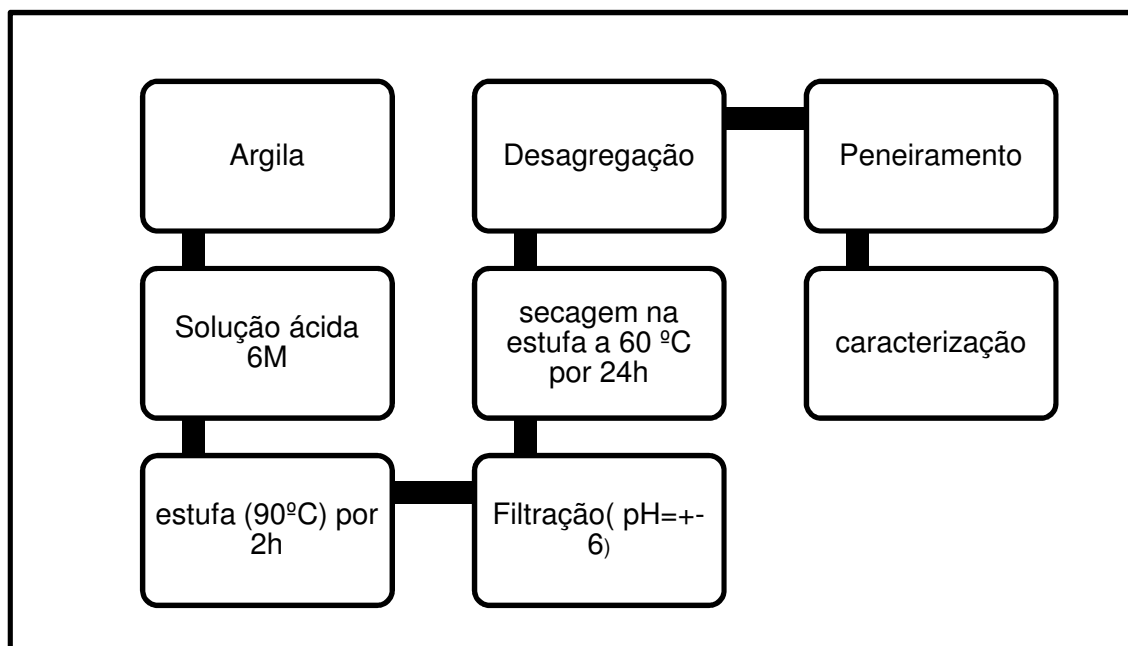 Argila
Solução ácida
6M
estufa (90ºC) por
2h
Filtração( pH=+-
6)
secagem na
estufa a 60 ºC
por 24h
Desagregação
Peneiramento
caracterização